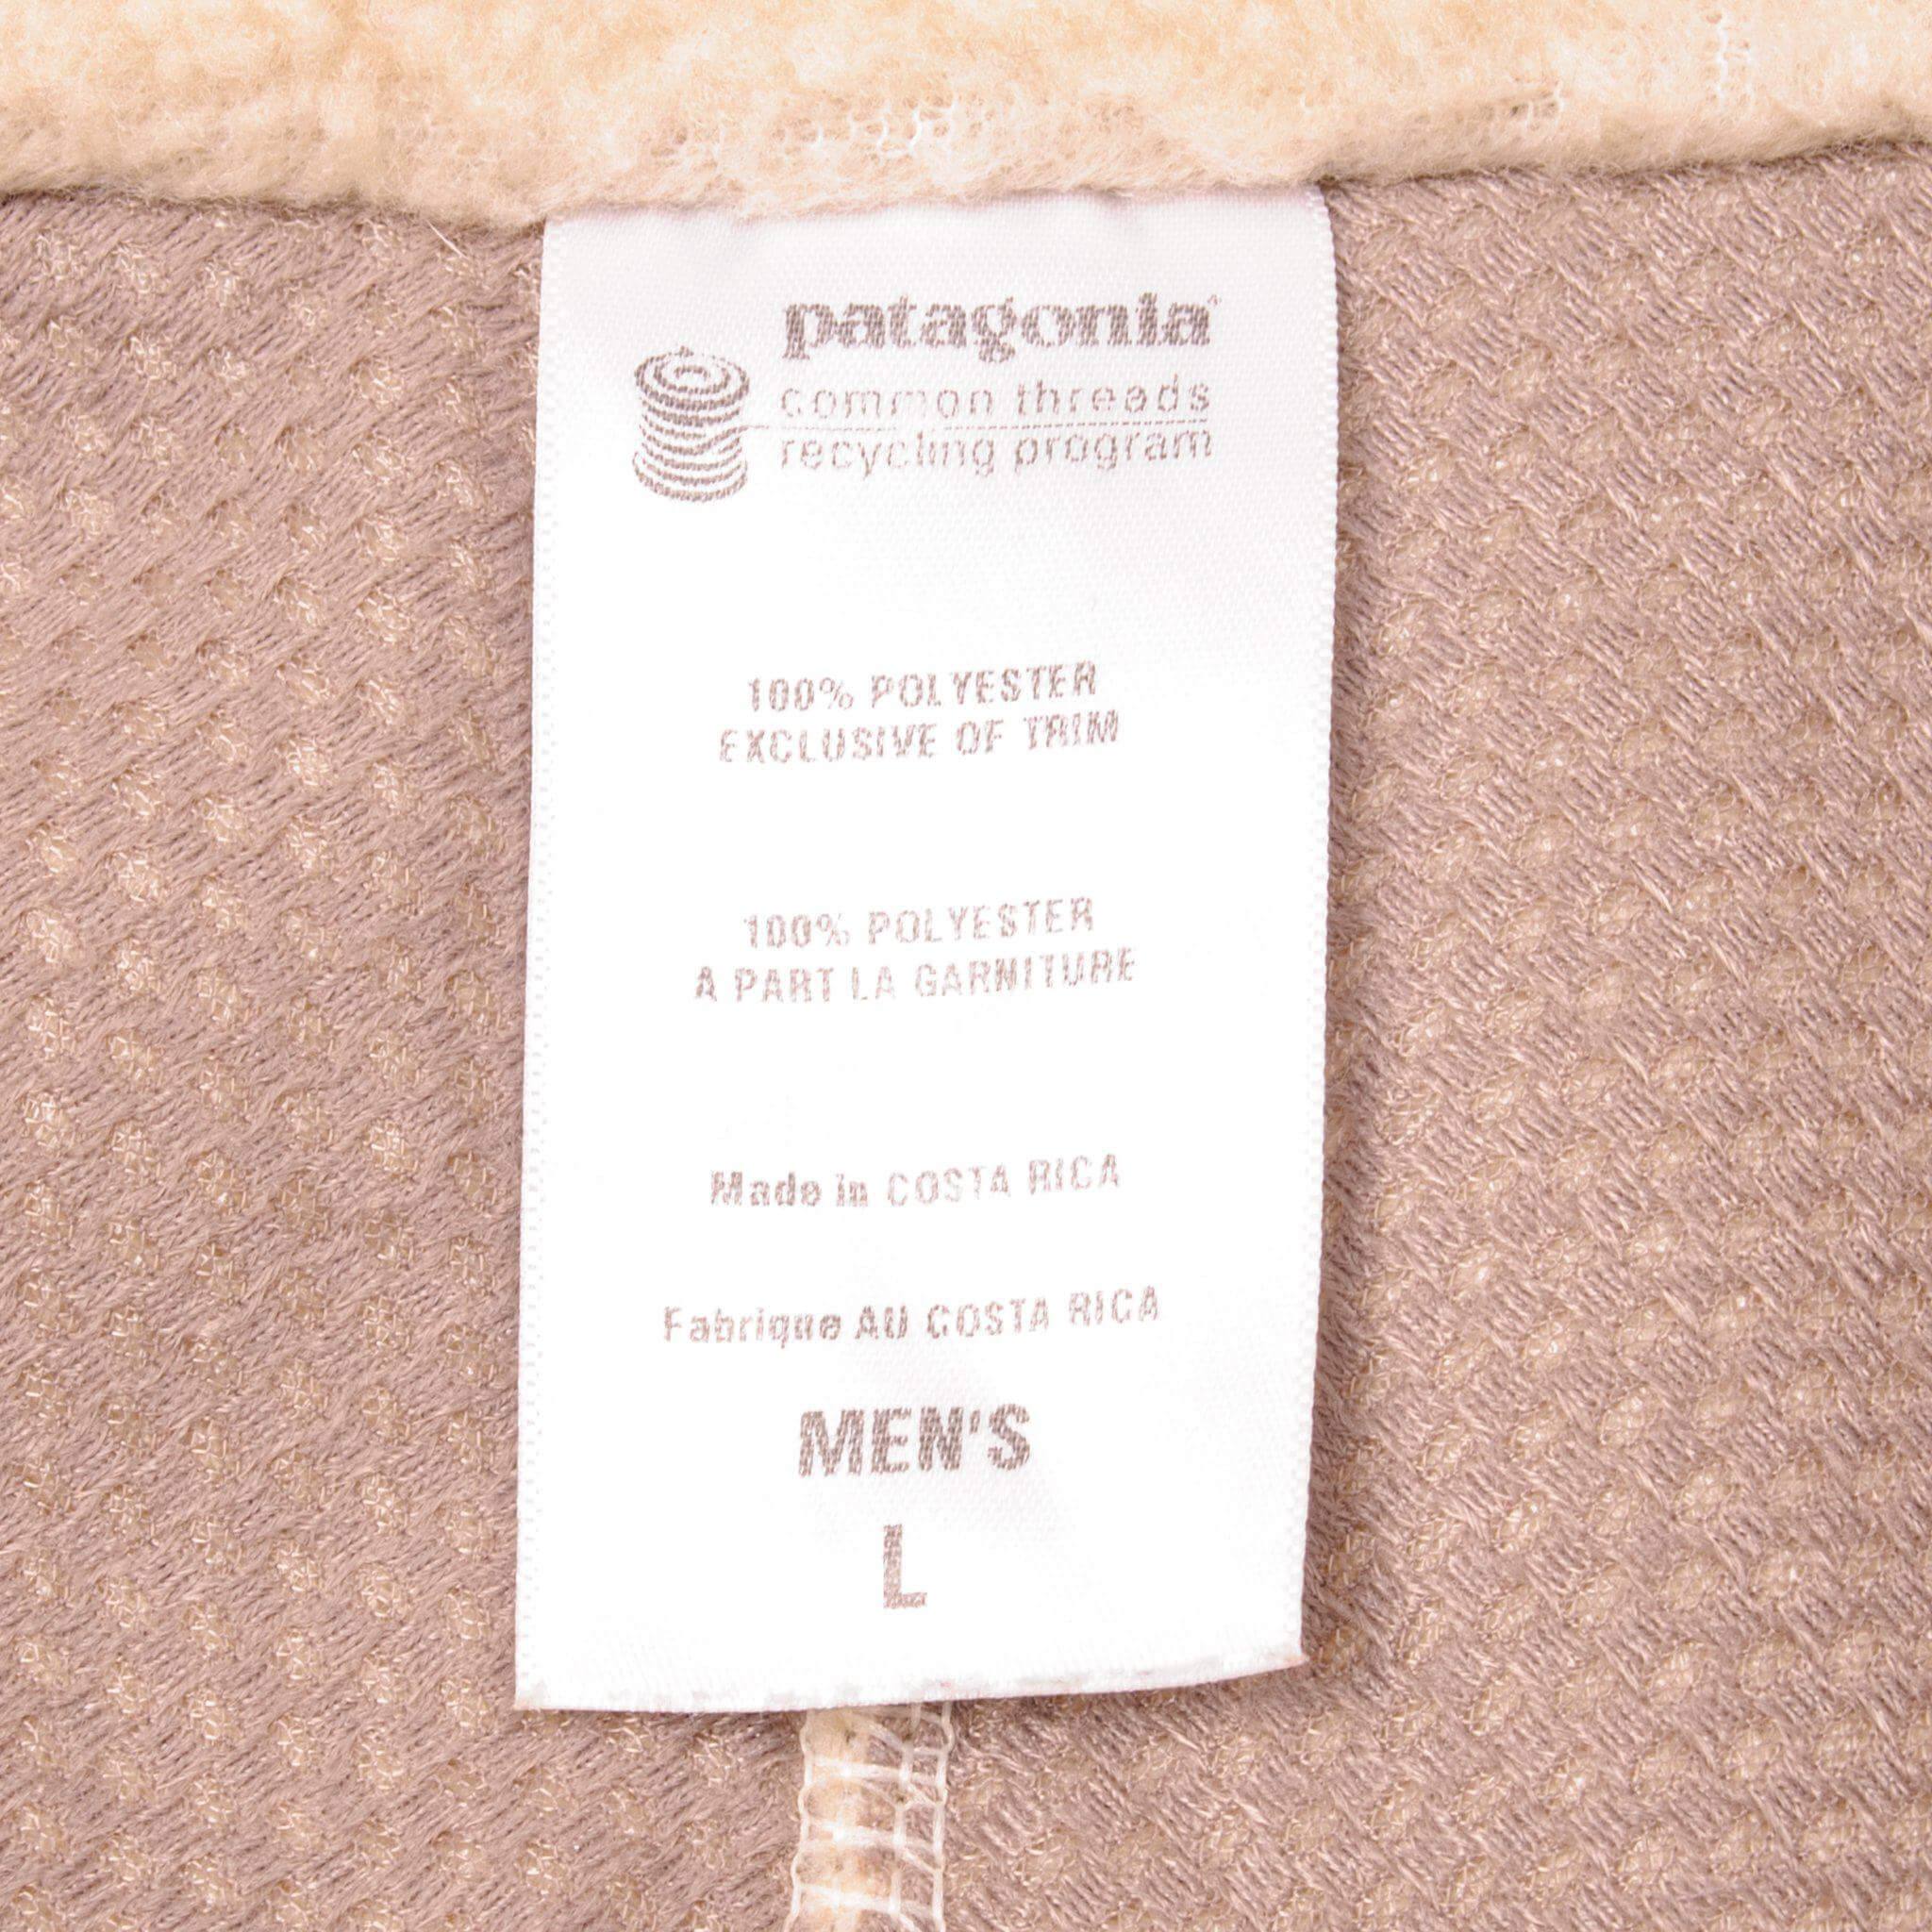 patagonia®
common threads
recycling program
100% POLYESTER
EXCLUSIVE OF TRIM
100% POLYESTER
A PART LA GARNITURE
Made in COSTA RICA
Fabrique AU COSTA RICA
MEN'S
L